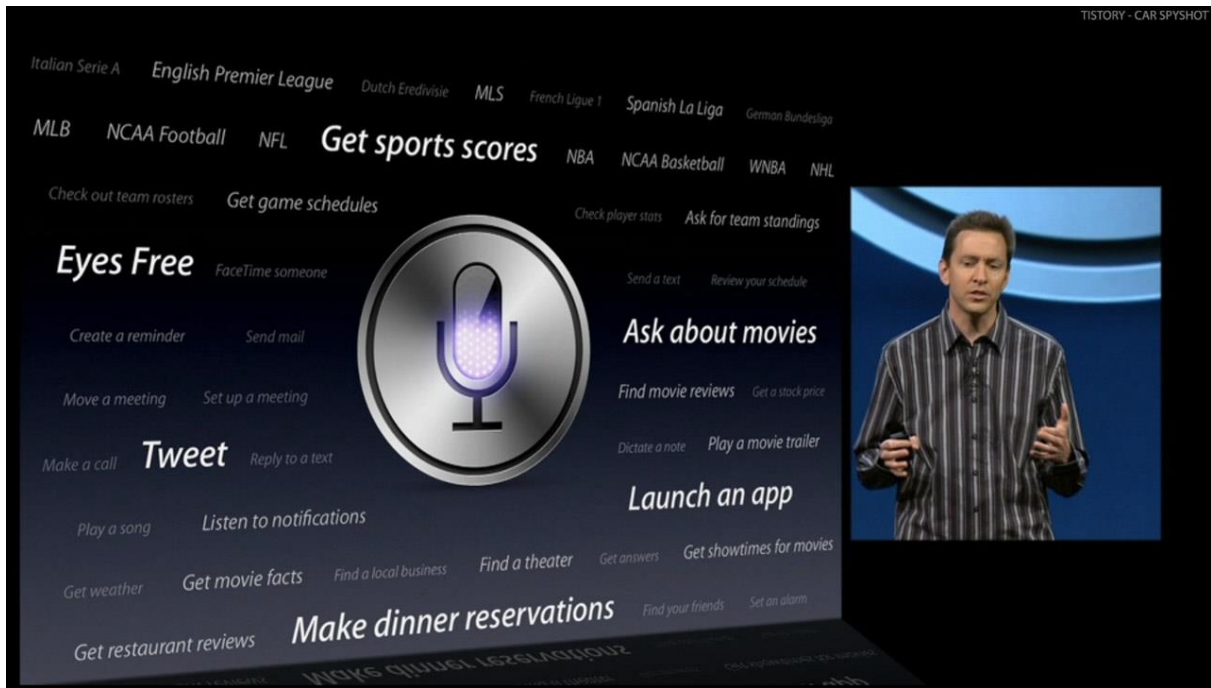 TISTORY - CAR SPYSHOT
Italian Serie A English Premier League Dutch Eredivisie MLS French Ligue 1 Spanish La Liga German Bundesliga
MLB NCAA Football NFL Get sports scores NBA NCAA Basketball WNBA NHL
Check out team rosters Get game schedules Check player stats Ask for team standings
Eyes Free FaceTime someone Send a text Review your schedule
Create a reminder Send mail Ask about movies
Move a meeting Set up a meeting Find movie reviews Get a stock price
Make a call Tweet Reply to a text Dictate a note Play a movie trailer
Launch an app
Play a song Listen to notifications
Get weather Get movie facts Find a local business Find a theater Get answers Get showtimes for movies
Get restaurant reviews Make dinner reservations Find your friends Set an alarm